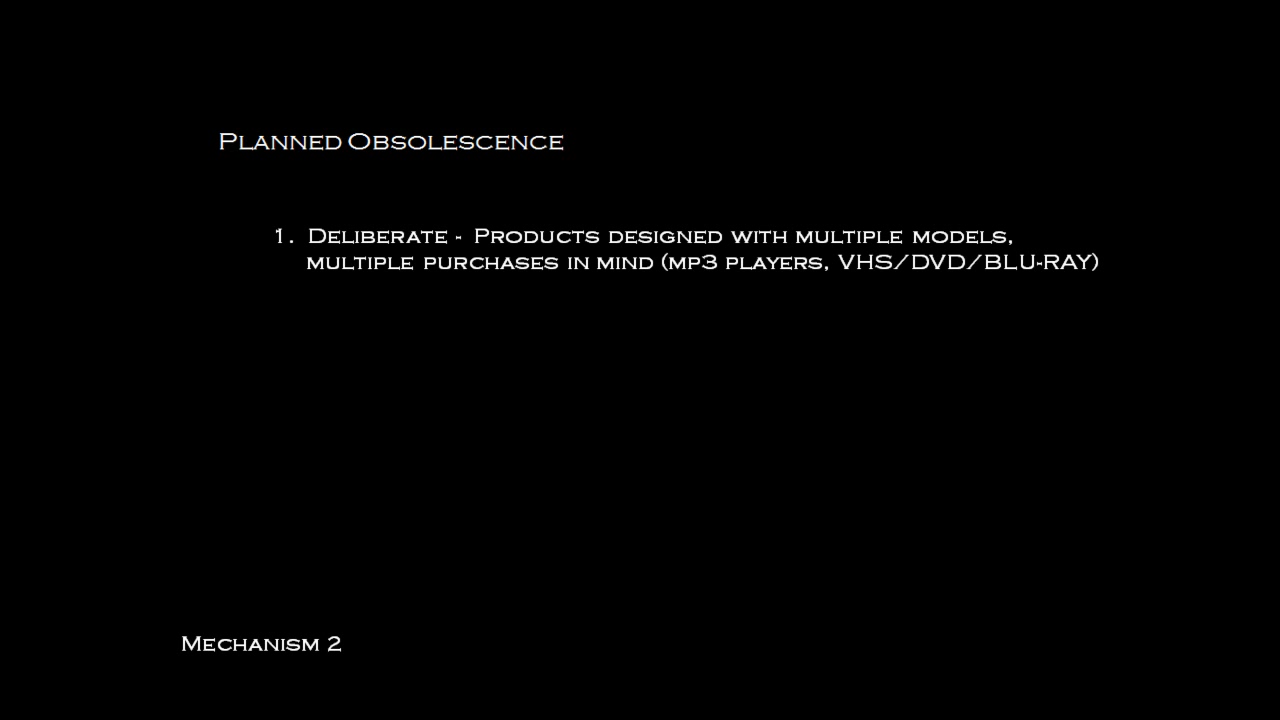 Planned Obsolescence
1. Deliberate - Products designed with multiple models,
multiple purchases in mind (mp3 players, VHS/DVD/BLU-RAY)
Mechanism 2